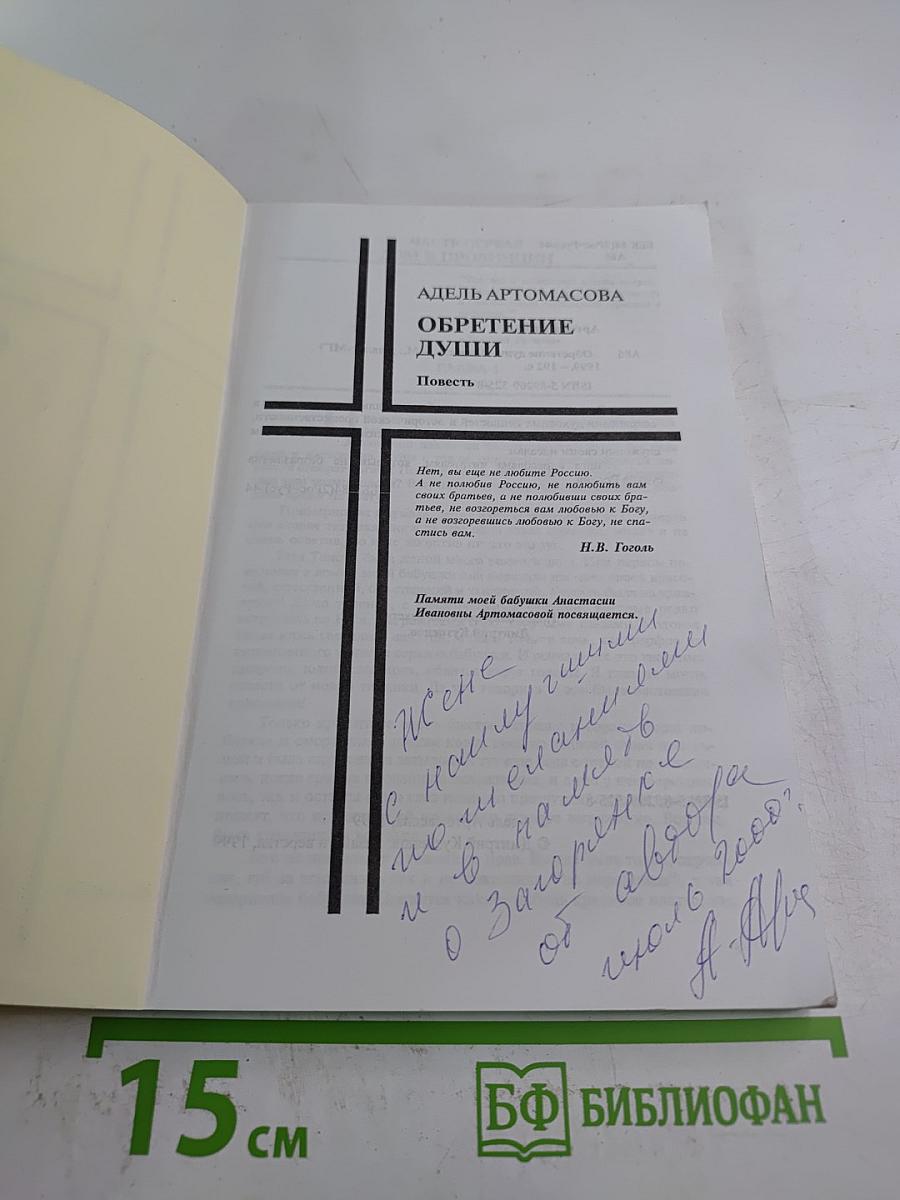 АДЕЛЬ АРТОМАСОВА
ОБРЕТЕНИЕ
ДУШИ
Повесть
Нет, вы еще не любите Россию.
А не полюбив Россию, не полюбить вам
своих братьев, а не полюбивши своих бра-
тьев, не возгореться вам любовью к Богу,
а не возгоревшись любовью к Богу, не спа-
стись вам.
Н.В. Гоголь
Памяти моей бабушки Анастасии
Ивановны Артомасовой посвящается.
Жене
с наилучшими
пожеланиями
и в память
о Загорянке
от автора
июль 2000г.
15 см
БФ БИБЛИОФАН